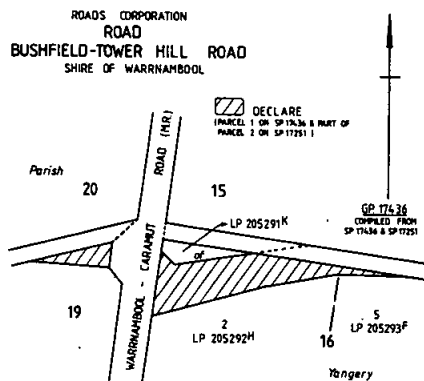 ROADS CORPORATION
ROAD
BUSHFIELD-TOWER HILL ROAD
SHIRE OF WARRNAMBOOL
DECLARE
(PARCEL 1 ON SP 17436 & PART OF
PARCEL 2 ON SP 17251 )
ROAD (M.R.)
Parish
20
15
GP. 17436
COMPILED FROM
SP 17436 & SP 17251
LP 205291K
of
WARRNAMBOOL - CARAMUT
19
2
LP 205292H
16
5
LP 205293F
Yangery